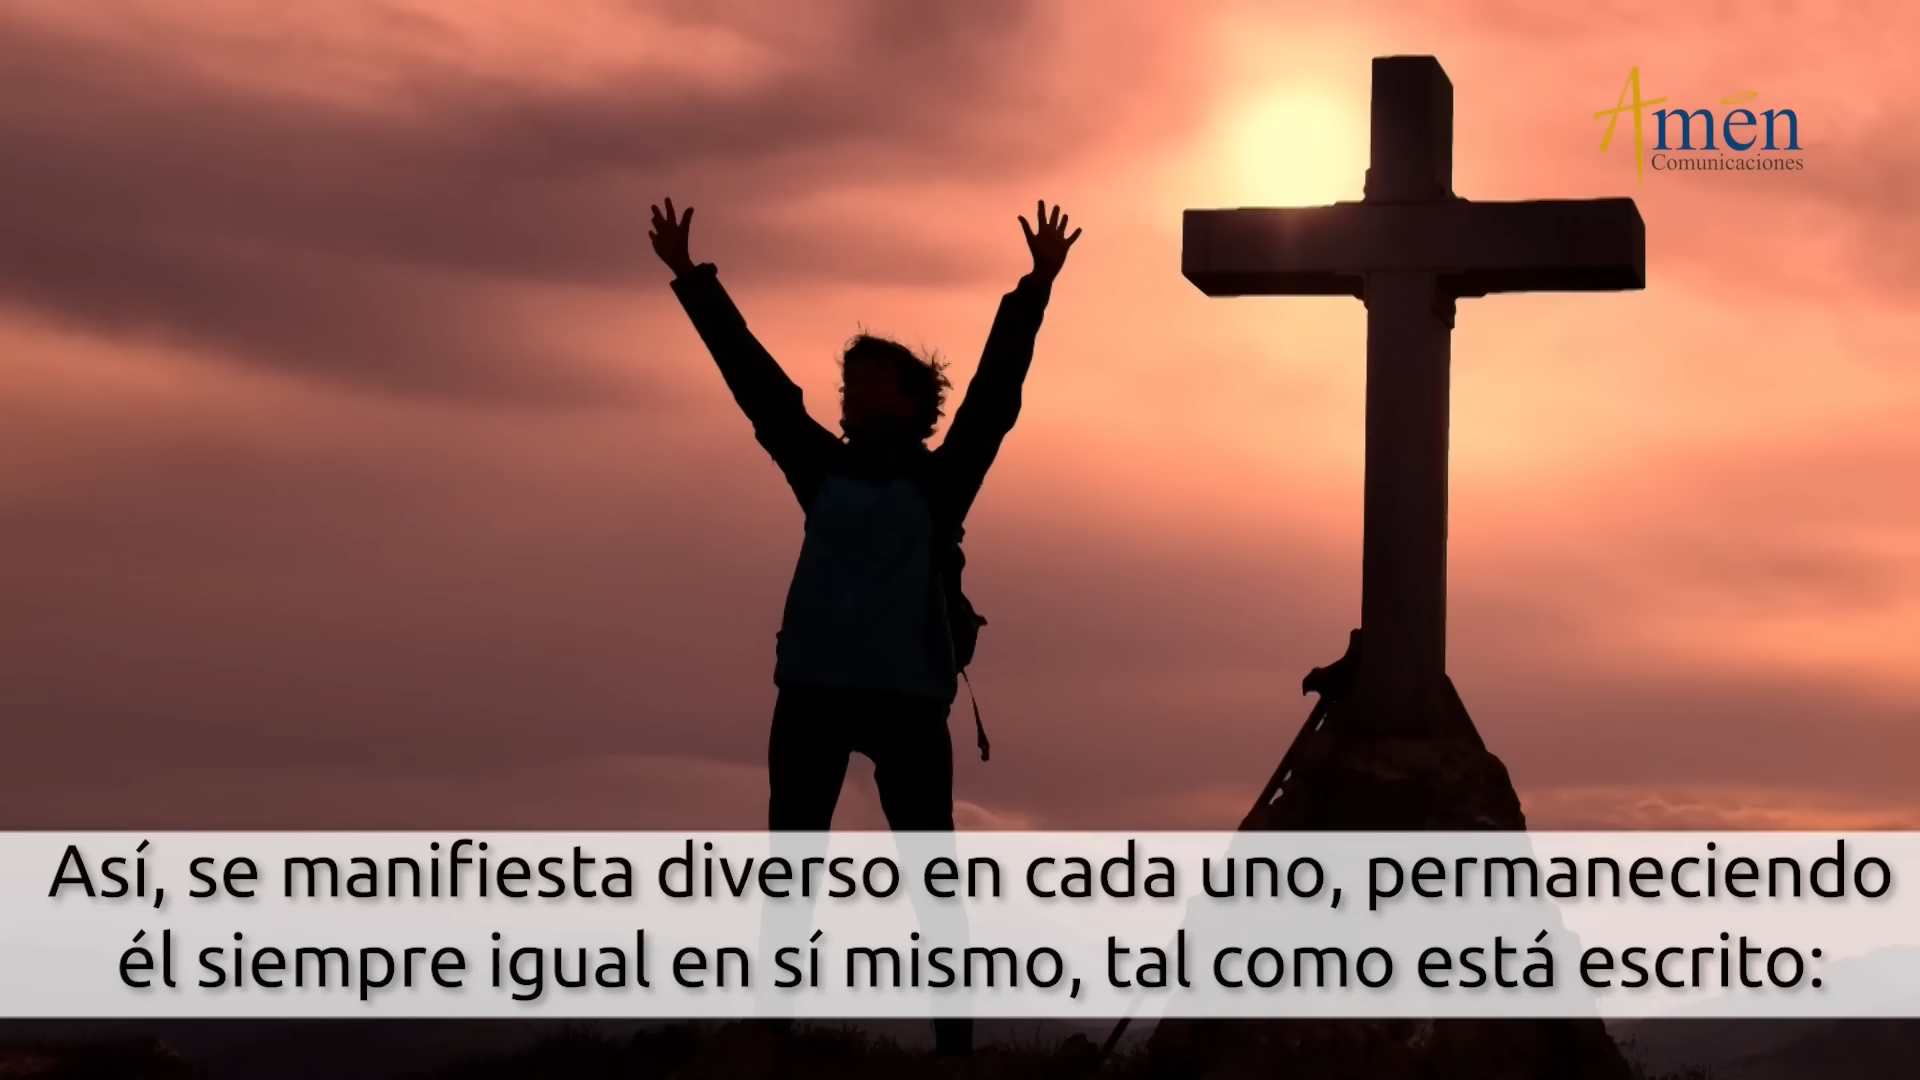 Amén
Comunicaciones
Así, se manifiesta diverso en cada uno, permaneciendo
él siempre igual en sí mismo, tal como está escrito: